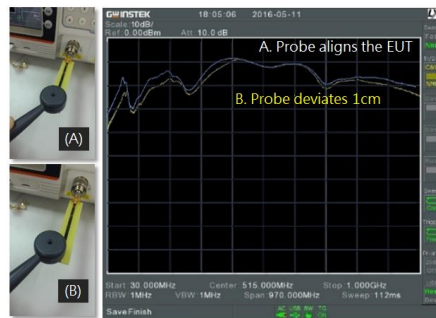 GWINSTEK 18:05:06 2016-05-11
Scale:10dB/
Ref 0.00dBm Att. 10.0 dB
A. Probe aligns the EUT
B. Probe deviates 1cm
(A)
(B)
Start 30.000MHz Center: 515.000MHz Stop 1.000GHz
RBW 1MHz VBW 1MHz Span 970.000MHz Sweep: 112ms
Save Finish